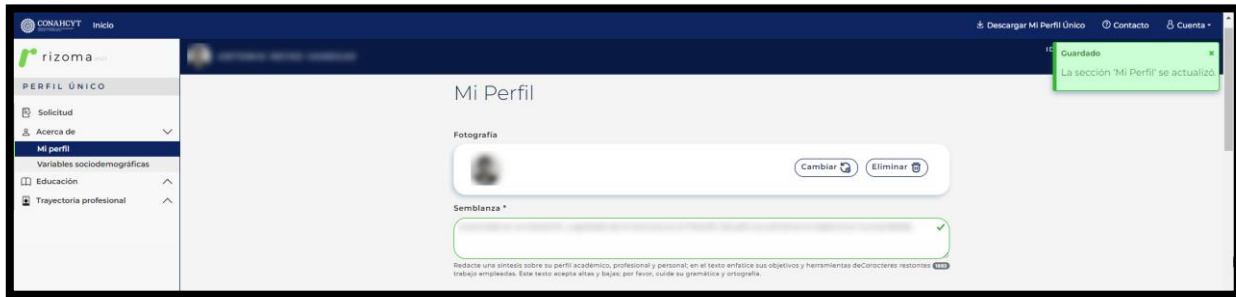 CONAHCYT Inicio
Descargar Mi Perfil Único Contacto Cuenta
rizoma
Guardado
La sección 'Mi Perfil' se actualizó.
PERFIL ÚNICO
Solicitud
Acerca de
Mi perfil
Variables sociodemográficas
Educación
Trayectoria profesional
Mi Perfil
Fotografía
Cambiar Eliminar
Semblanza *
Redacte una síntesis sobre su perfil académico, profesional y personal; en el texto enfatice sus objetivos y herramientas de Caracteres restantes
trabajo empleadas. Este texto acepta altas y bajas; por favor, cuide su gramática y ortografía.